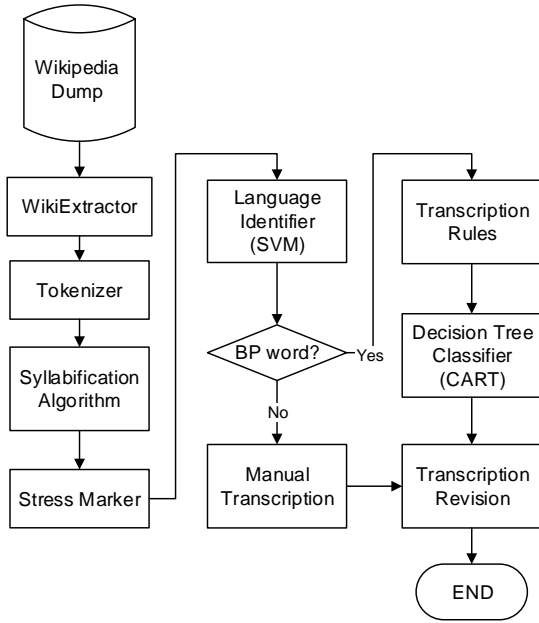 Wikipedia
Dump
WikiExtractor
Tokenizer
Syllabification
Algorithm
Stress Marker
Language
Identifier
(SVM)
BP word?
Yes
No
Manual
Transcription
Transcription
Rules
Decision Tree
Classifier
(CART)
Transcription
Revision
END